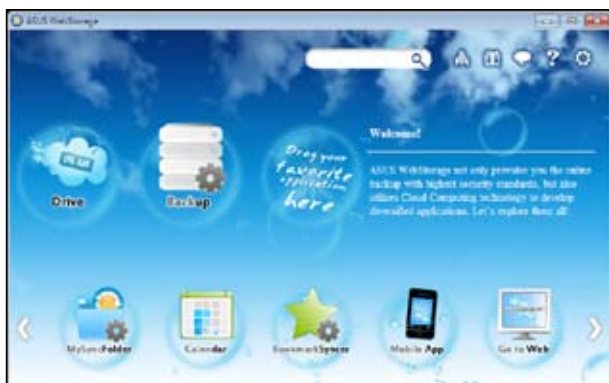 ASUS WebStorage
Welcome!
ASUS WebStorage not only provides you the online
backup with highest security standards, but also
utilizes Cloud Computing technology to develop
diversified applications. Let's explore them all!
Drag your
favorite
application
here
Drive
Backup
MySyncFolder
Calendar
BookmarkSyncer
Mobile App
Go to Web